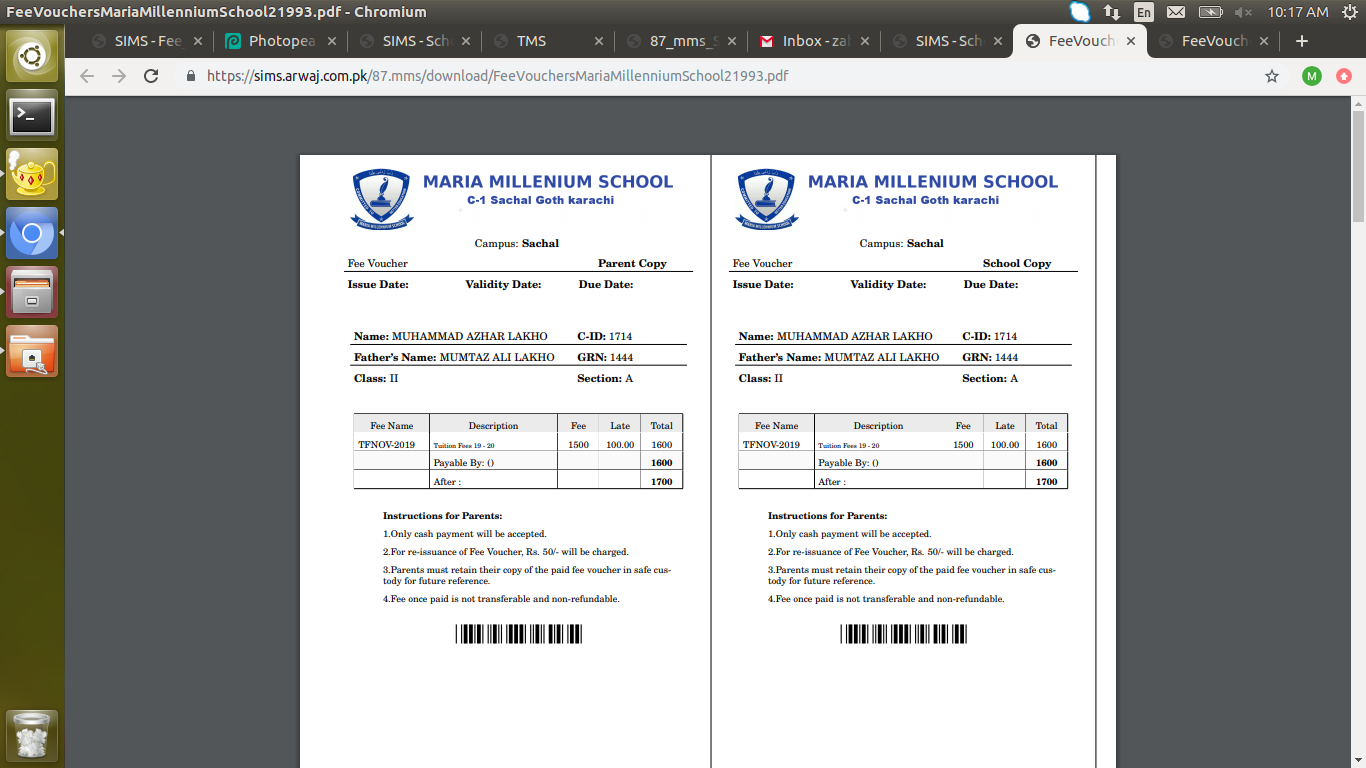 FeeVouchersMariaMillenniumSchool21993.pdf - Chromium
En
10:17 AM
SIMS - Fee
Photopea
SIMS - Sch
TMS
87_mms_S
Inbox - zal
SIMS - Sch
FeeVouch
FeeVouch
https://sims.arwaj.com.pk/87.mms/download/FeeVouchersMariaMillenniumSchool21993.pdf
M
MARIA MILLENIUM SCHOOL
C-1 Sachal Goth karachi
MARIA MILLENNIUM SCHOOL
Campus: Sachal
Fee Voucher Parent Copy
Issue Date: Validity Date: Due Date:
Name: MUHAMMAD AZHAR LAKHO C-ID: 1714
Father's Name: MUMTAZ ALI LAKHO GRN: 1444
Class: II Section: A
Fee Name Description Fee Late Total
TFNOV-2019 Tuition Fees 19 - 20 1500 100.00 1600
Payable By: () 1600
After : 1700
Instructions for Parents:
1.Only cash payment will be accepted.
2.For re-issuance of Fee Voucher, Rs. 50/- will be charged.
3.Parents must retain their copy of the paid fee voucher in safe cus-
tody for future reference.
4.Fee once paid is not transferable and non-refundable.
MARIA MILLENIUM SCHOOL
C-1 Sachal Goth karachi
MARIA MILLENNIUM SCHOOL
Campus: Sachal
Fee Voucher School Copy
Issue Date: Validity Date: Due Date:
Name: MUHAMMAD AZHAR LAKHO C-ID: 1714
Father's Name: MUMTAZ ALI LAKHO GRN: 1444
Class: II Section: A
Fee Name Description Fee Late Total
TFNOV-2019 Tuition Fees 19 - 20 1500 100.00 1600
Payable By: () 1600
After : 1700
Instructions for Parents:
1.Only cash payment will be accepted.
2.For re-issuance of Fee Voucher, Rs. 50/- will be charged.
3.Parents must retain their copy of the paid fee voucher in safe cus-
tody for future reference.
4.Fee once paid is not transferable and non-refundable.